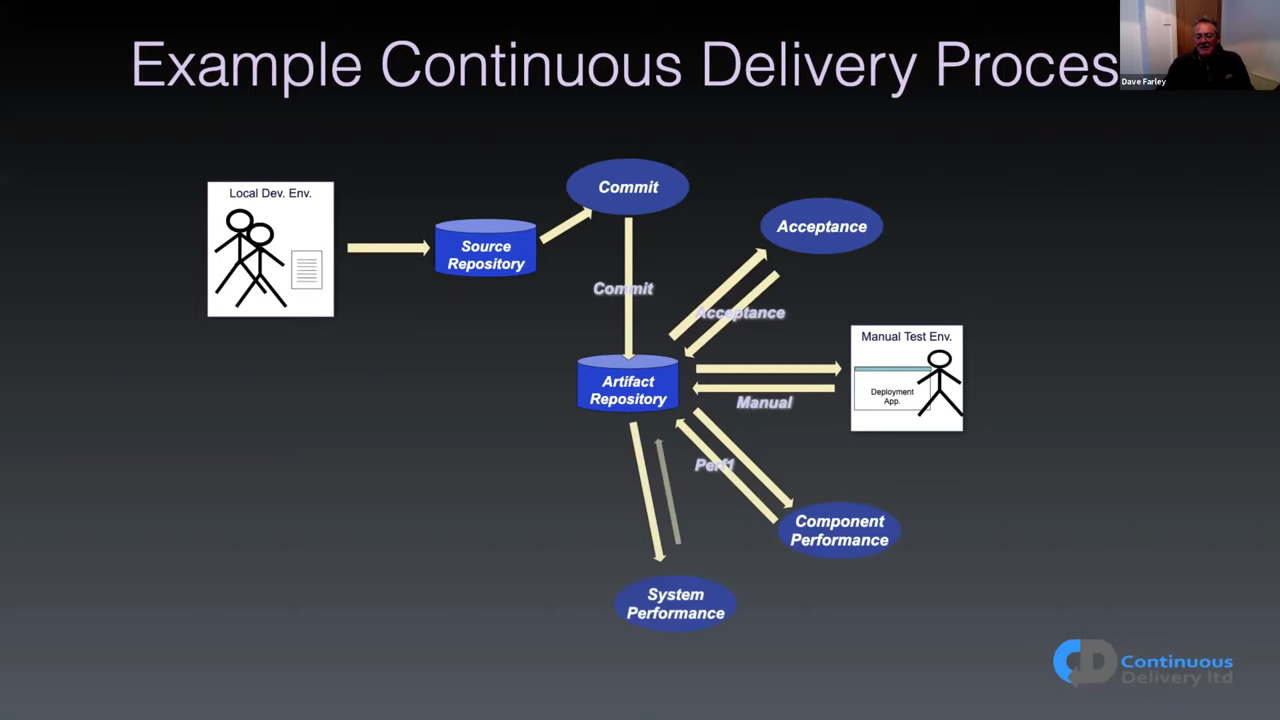 Example Continuous Delivery Proces
Dave Farley
Local Dev. Env.
Source
Repository
Commit
Acceptance
Commit
Acceptance
Manual Test Env.
Deployment
App.
Artifact
Repository
Manual
Perf1
Component
Performance
System
Performance
CD
Continuous
Delivery ltd